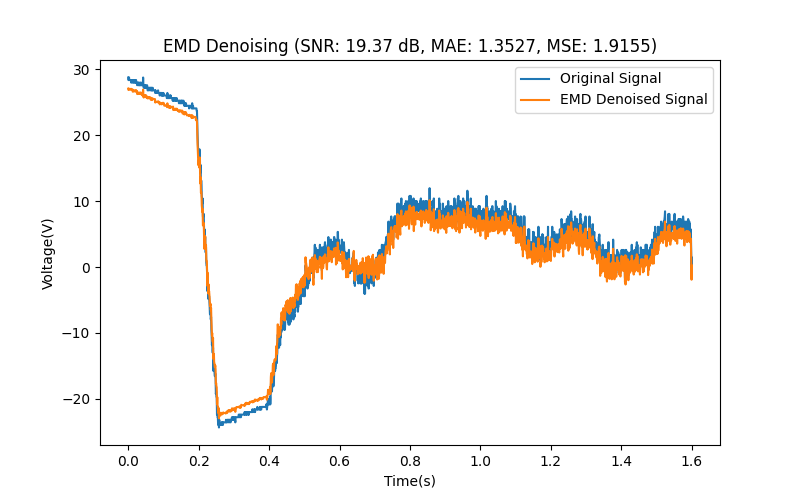 EMD Denoising (SNR: 19.37 dB, MAE: 1.3527, MSE: 1.9155)
Original Signal
EMD Denoised Signal
30
20
10
0
−10
−20
Voltage(V)
0.0 0.2 0.4 0.6 0.8 1.0 1.2 1.4 1.6
Time(s)